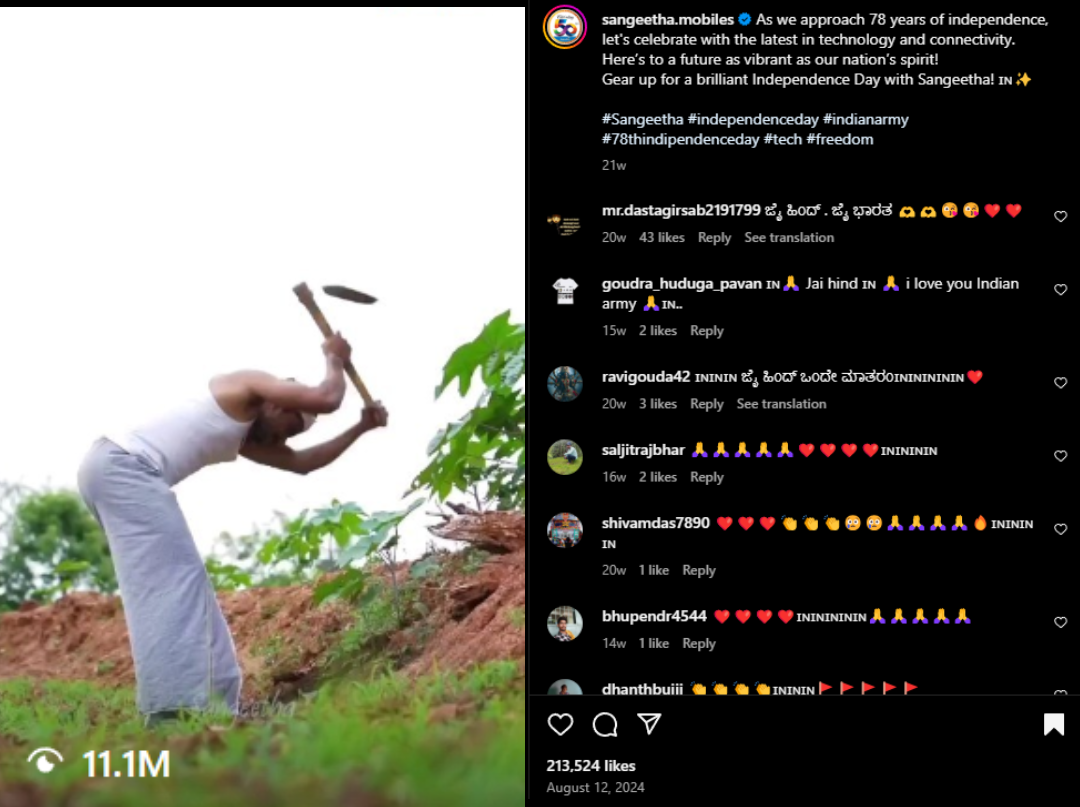 sangeetha.mobiles As we approach 78 years of independence,
let's celebrate with the latest in technology and connectivity.
Here's to a future as vibrant as our nation's spirit!
Gear up for a brilliant Independence Day with Sangeetha! IN✨
#Sangeetha #independenceday #indianarmy
#78thindipendenceday #tech #freedom
21w
mr.dastagirsab2191799 ಜೈ ಹಿಂದ್ . ಜೈ ಭಾರತ 🫶🫶😘😘❤️❤️
20w 43 likes Reply See translation
goudra_huduga_pavan IN🙏 Jai hind IN 🙏 i love you Indian
army 🙏IN..
15w 2 likes Reply
ravigouda42 INININ ಜೈ ಹಿಂದ್ ಒಂದೇ ಮಾತರಂINININININ❤️
20w 3 likes Reply See translation
saljitrajbhar 🙏🙏🙏🙏🙏❤️❤️❤️❤️INININ
16w 2 likes Reply
shivamdas7890 ❤️❤️❤️👏👏👏😳😳🙏🙏🙏🙏🔥ININ
IN
20w 1 like Reply
bhupendr4544 ❤️❤️❤️❤️INININININ🙏🙏🙏🙏🙏
14w 1 like Reply
dhanthbuiii 👏👏👏👏ININ🚩🚩🚩🚩🚩
213,524 likes
August 12, 2024
11.1M